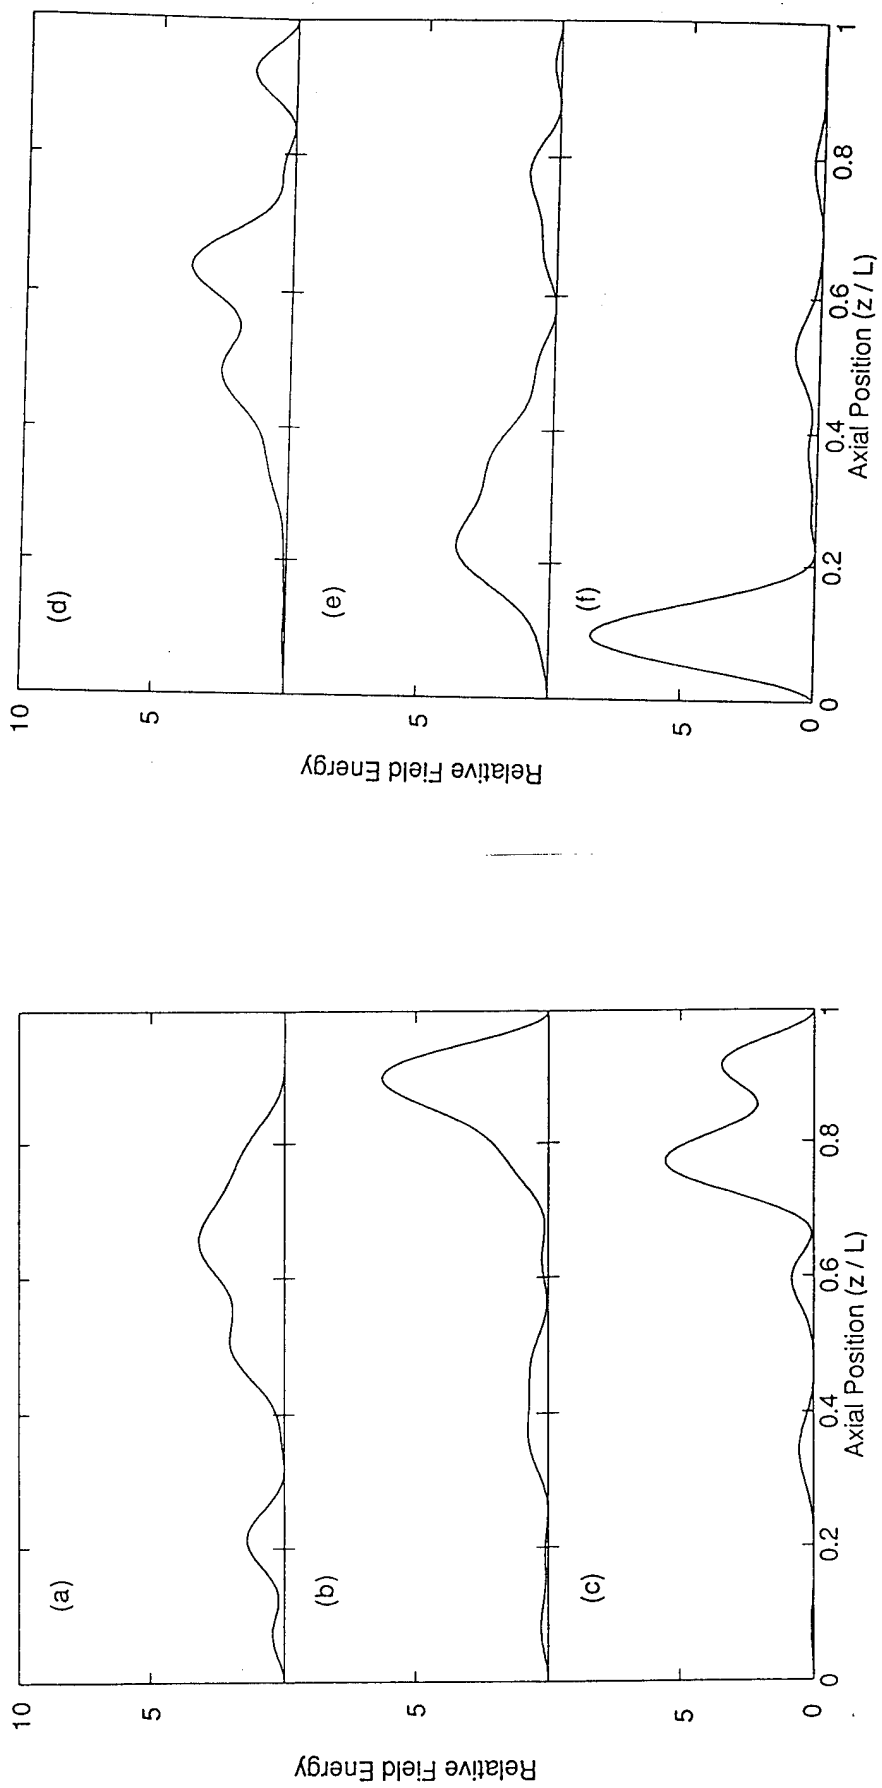 10
5
5
5
0
(a)
(b)
(c)
0
0.2
0.4
0.6
0.8
1
Relative Field Energy
Axial Position (z / L)
10
5
5
5
0
(d)
(e)
(f)
0
0.2
0.4
0.6
0.8
1
Relative Field Energy
Axial Position (z / L)